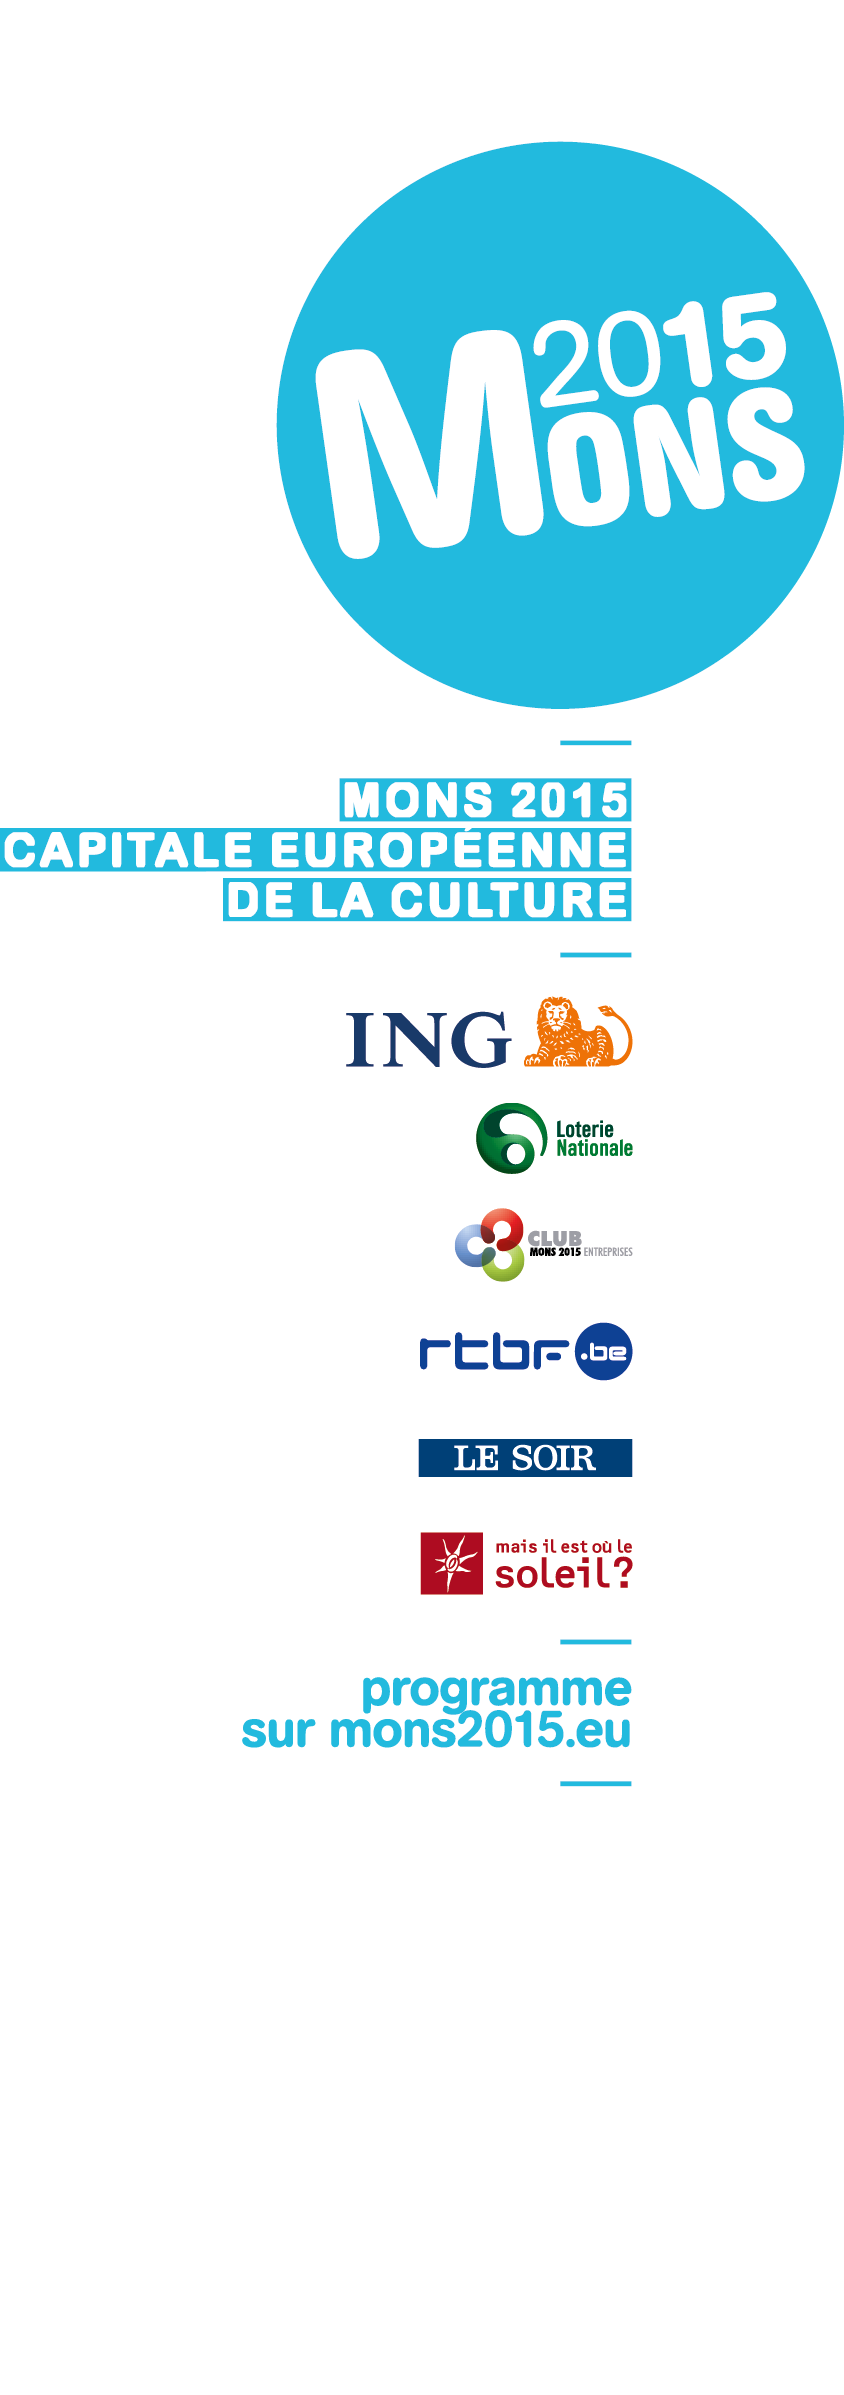 2015
MONS
MONS 2015
CAPITALE EUROPÉENNE
DE LA CULTURE
ING
Loterie
Nationale
CLUB
MONS 2015 ENTREPRISES
rtbf.be
LE SOIR
mais il est où le
soleil?
programme
sur mons2015.eu